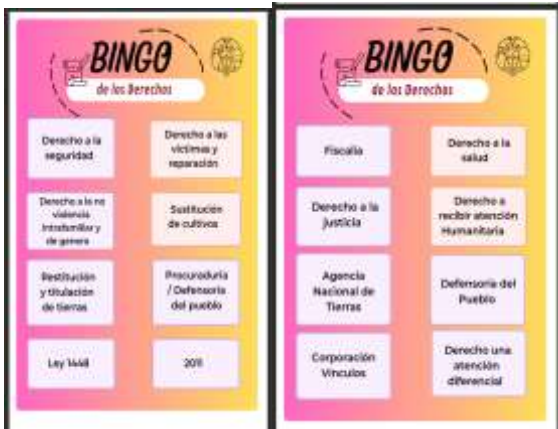 BINGO
de los Derechos
Derecho a la
seguridad
Derecho a las
víctimas y
reparación
Derecho a la no
violencia
Intrafamiliar y
de genero
Sustitución
de cultivos
Restitución
y titulación
de tierras
Procuraduría
/ Defensoría
del pueblo
Ley 1448
2011
BINGO
de los Derechos
Fiscalía
Derecho a la
salud
Derecho a la
justicia
Derecho a
recibir atención
Humanitaria
Agencia
Nacional de
Tierras
Defensoría del
Pueblo
Corporación
Vínculos
Derecho una
atención
diferencial